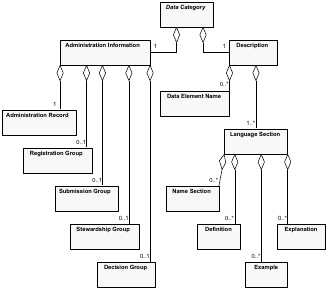 Data Category
Administration Information
1
1
Description
0..*
Data Element Name
1
Administration Record
1..*
Language Section
0..1
Registration Group
0..1
Submission Group
0..*
Name Section
0..1
Stewardship Group
0..*
Definition
0..*
Explanation
0..1
Decision Group
0..*
Example